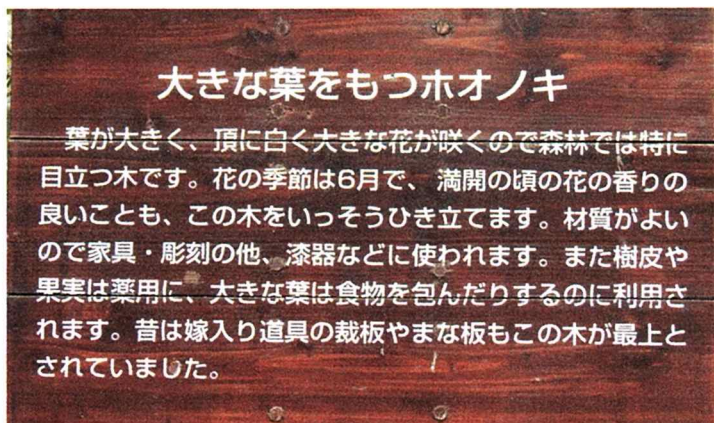 大きな葉をもつホオノキ
葉が大きく、頂に白く大きな花が咲くので森林では特に
目立つ木です。花の季節は6月で、満開の頃の花の香りの
良いことも、この木をいっそうひき立てます。材質がよい
ので家具・彫刻の他、漆器などに使われます。また樹皮や
果実は薬用に、大きな葉は食物を包んだりするのに利用さ
れます。昔は嫁入り道具の裁板やまな板もこの木が最上と
されていました。